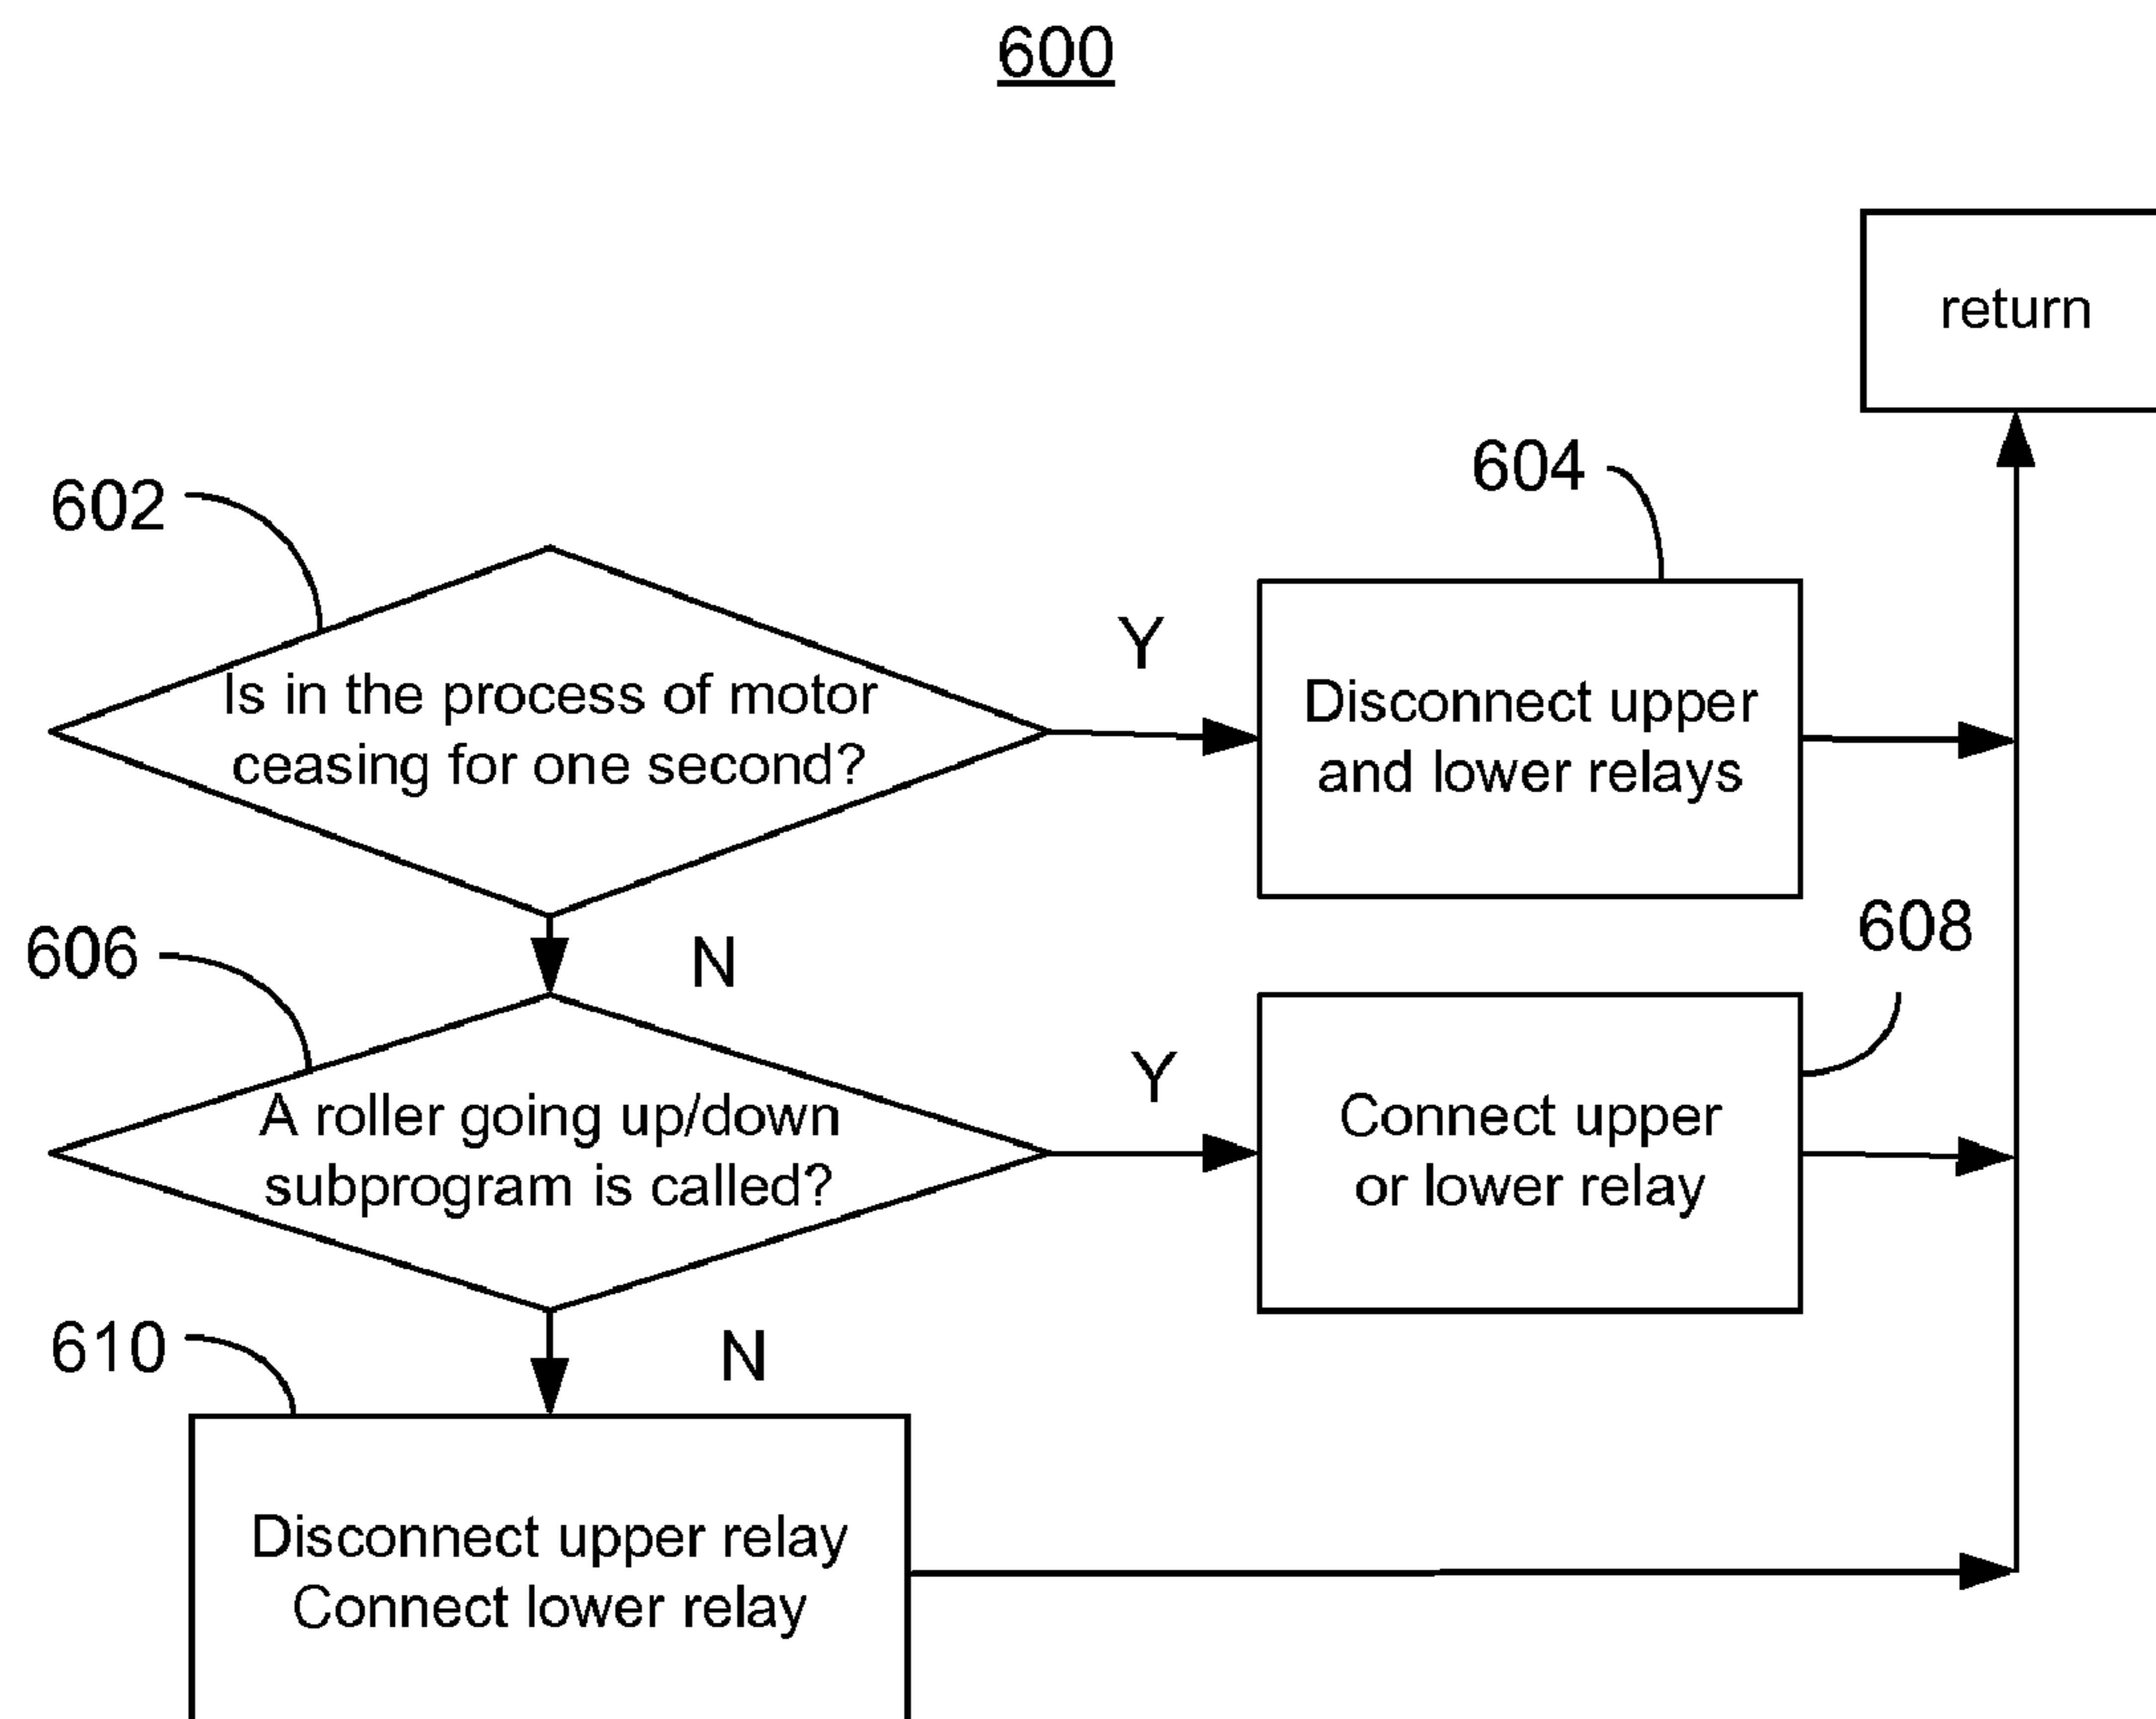 600
return
604
602
Y
Is in the process of motor
ceasing for one second?
Disconnect upper
and lower relays
608
606
N
Y
A roller going up/down
subprogram is called?
Connect upper
or lower relay
610
N
Disconnect upper relay
Connect lower relay